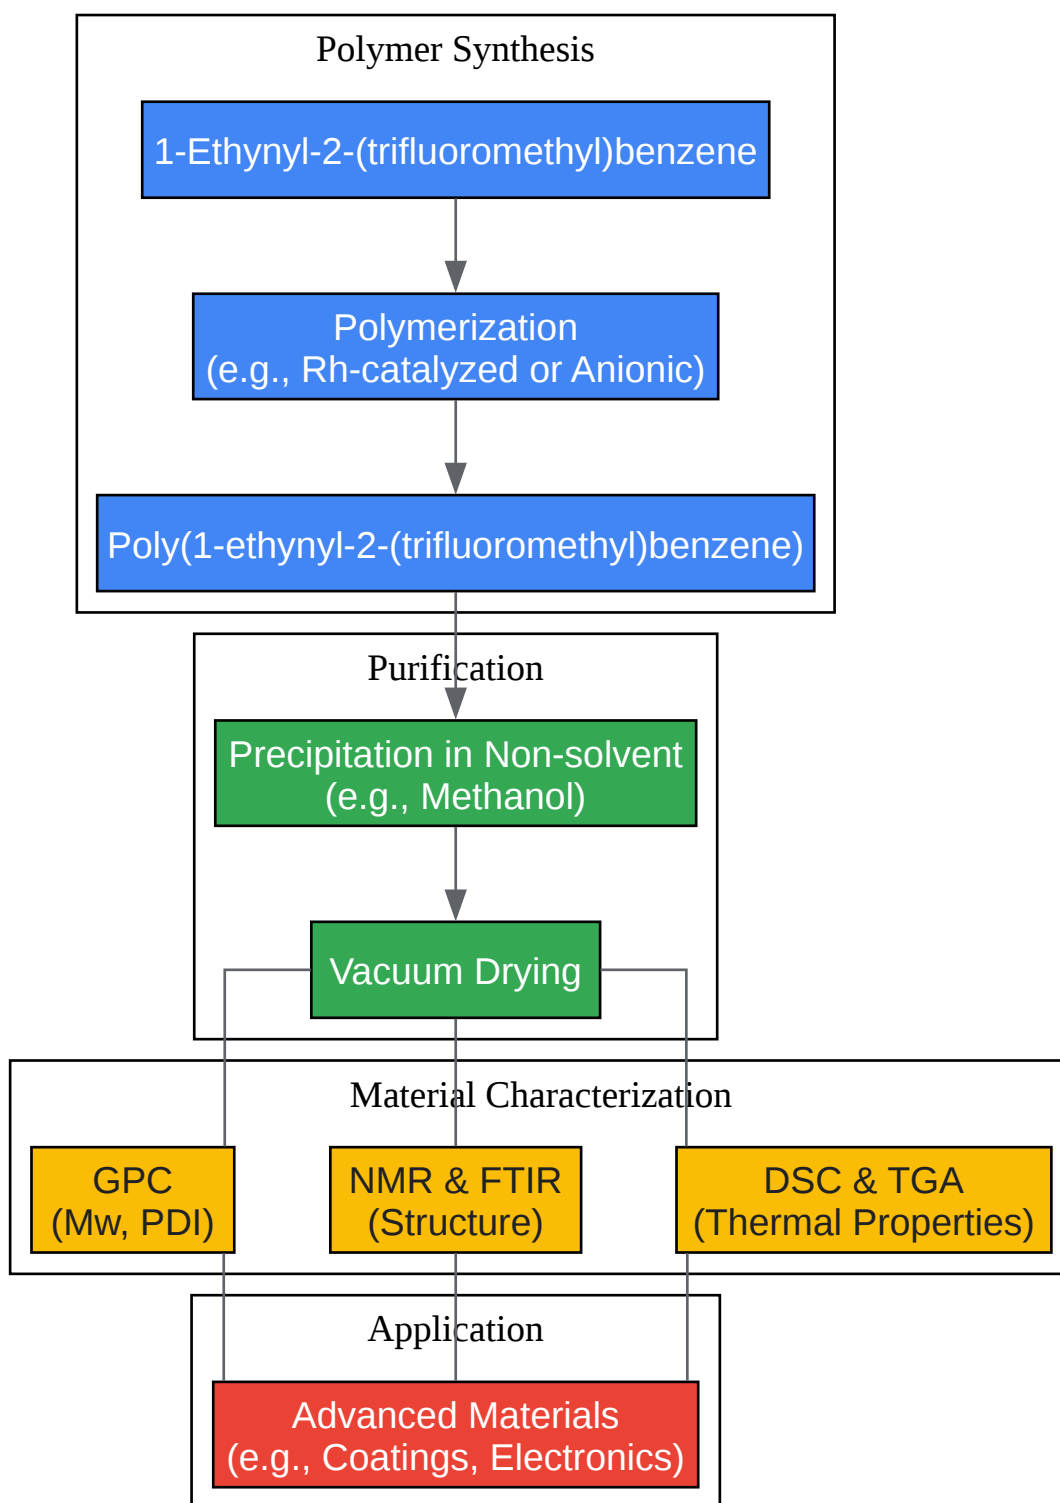 Polymer Synthesis
1-Ethynyl-2-(trifluoromethyl)benzene
Polymerization
(e.g., Rh-catalyzed or Anionic)
Poly(1-ethynyl-2-(trifluoromethyl)benzene)
Purification
Precipitation in Non-solvent
(e.g., Methanol)
Vacuum Drying
Material Characterization
GPC
(Mw, PDI)
NMR & FTIR
(Structure)
DSC & TGA
(Thermal Properties)
Application
Advanced Materials
(e.g., Coatings, Electronics)